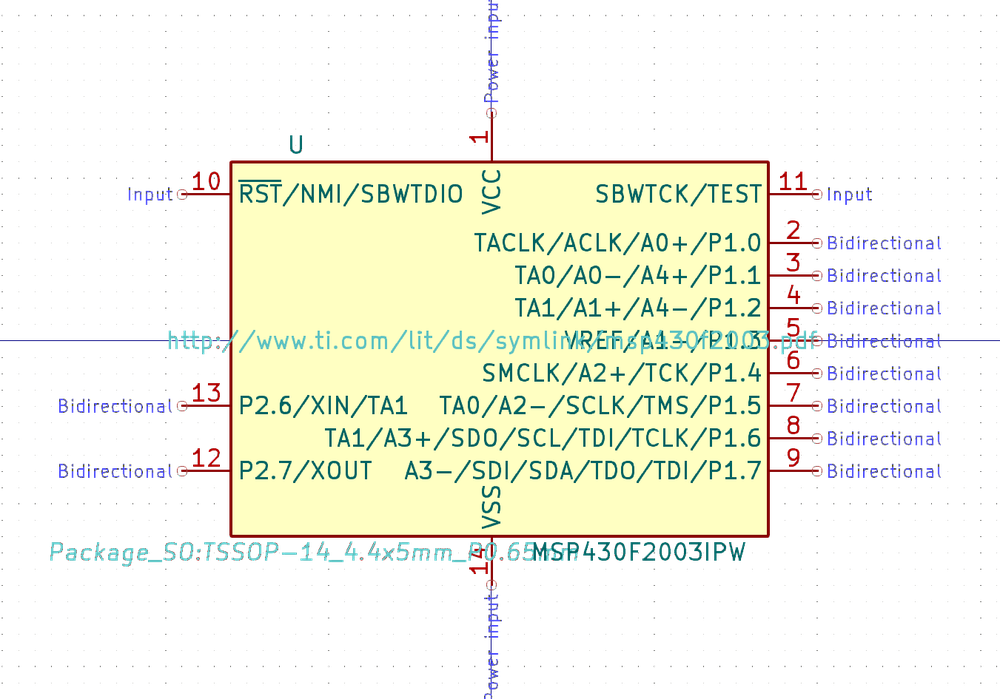 Power input
1
U
10
Input
RST/NMI/SBWTDIO
VCC
SBWTCK/TEST
11
Input
TACLK/ACLK/A0+/P1.0
2
Bidirectional
TA0/A0-/A4+/P1.1
3
Bidirectional
TA1/A1+/A4-/P1.2
4
Bidirectional
http://www.ti.com/lit/ds/symlink/msp430f2003.pdf
VREF/A1-/P1.3
5
Bidirectional
SMCLK/A2+/TCK/P1.4
6
Bidirectional
Bidirectional
13
P2.6/XIN/TA1
TA0/A2-/SCLK/TMS/P1.5
7
Bidirectional
TA1/A3+/SDO/SCL/TDI/TCLK/P1.6
8
Bidirectional
Bidirectional
12
P2.7/XOUT
A3-/SDI/SDA/TDO/TDI/P1.7
9
Bidirectional
VSS
Package_SO:TSSOP-14_4.4x5mm_P0.65mm
14
MSP430F2003IPW
Power input